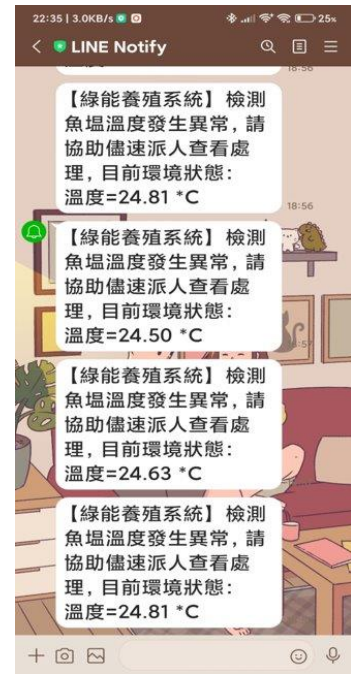 22:35 | 3.0KB/s 25%
LINE Notify
18:56
【綠能養殖系統】檢測
魚塭溫度發生異常, 請
協助儘速派人查看處
理, 目前環境狀態:
溫度=24.81 *C
18:56
【綠能養殖系統】檢測
魚塭溫度發生異常, 請
協助儘速派人查看處
理, 目前環境狀態:
溫度=24.50 *C
【綠能養殖系統】檢測
魚塭溫度發生異常, 請
協助儘速派人查看處
理, 目前環境狀態:
溫度=24.63 *C
【綠能養殖系統】檢測
魚塭溫度發生異常, 請
協助儘速派人查看處
理, 目前環境狀態:
溫度=24.81 *C